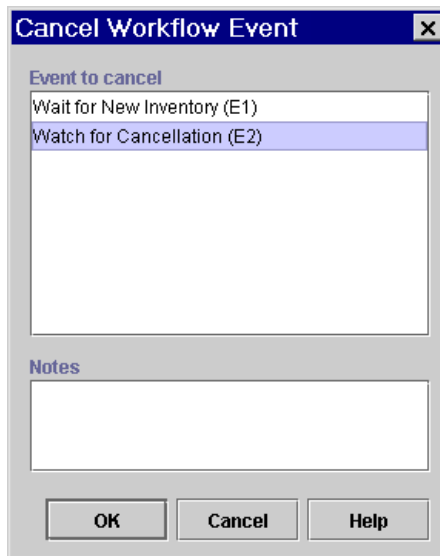 Cancel Workflow Event
Event to cancel
Wait for New Inventory (E1)
Watch for Cancellation (E2)
Notes
OK Cancel Help